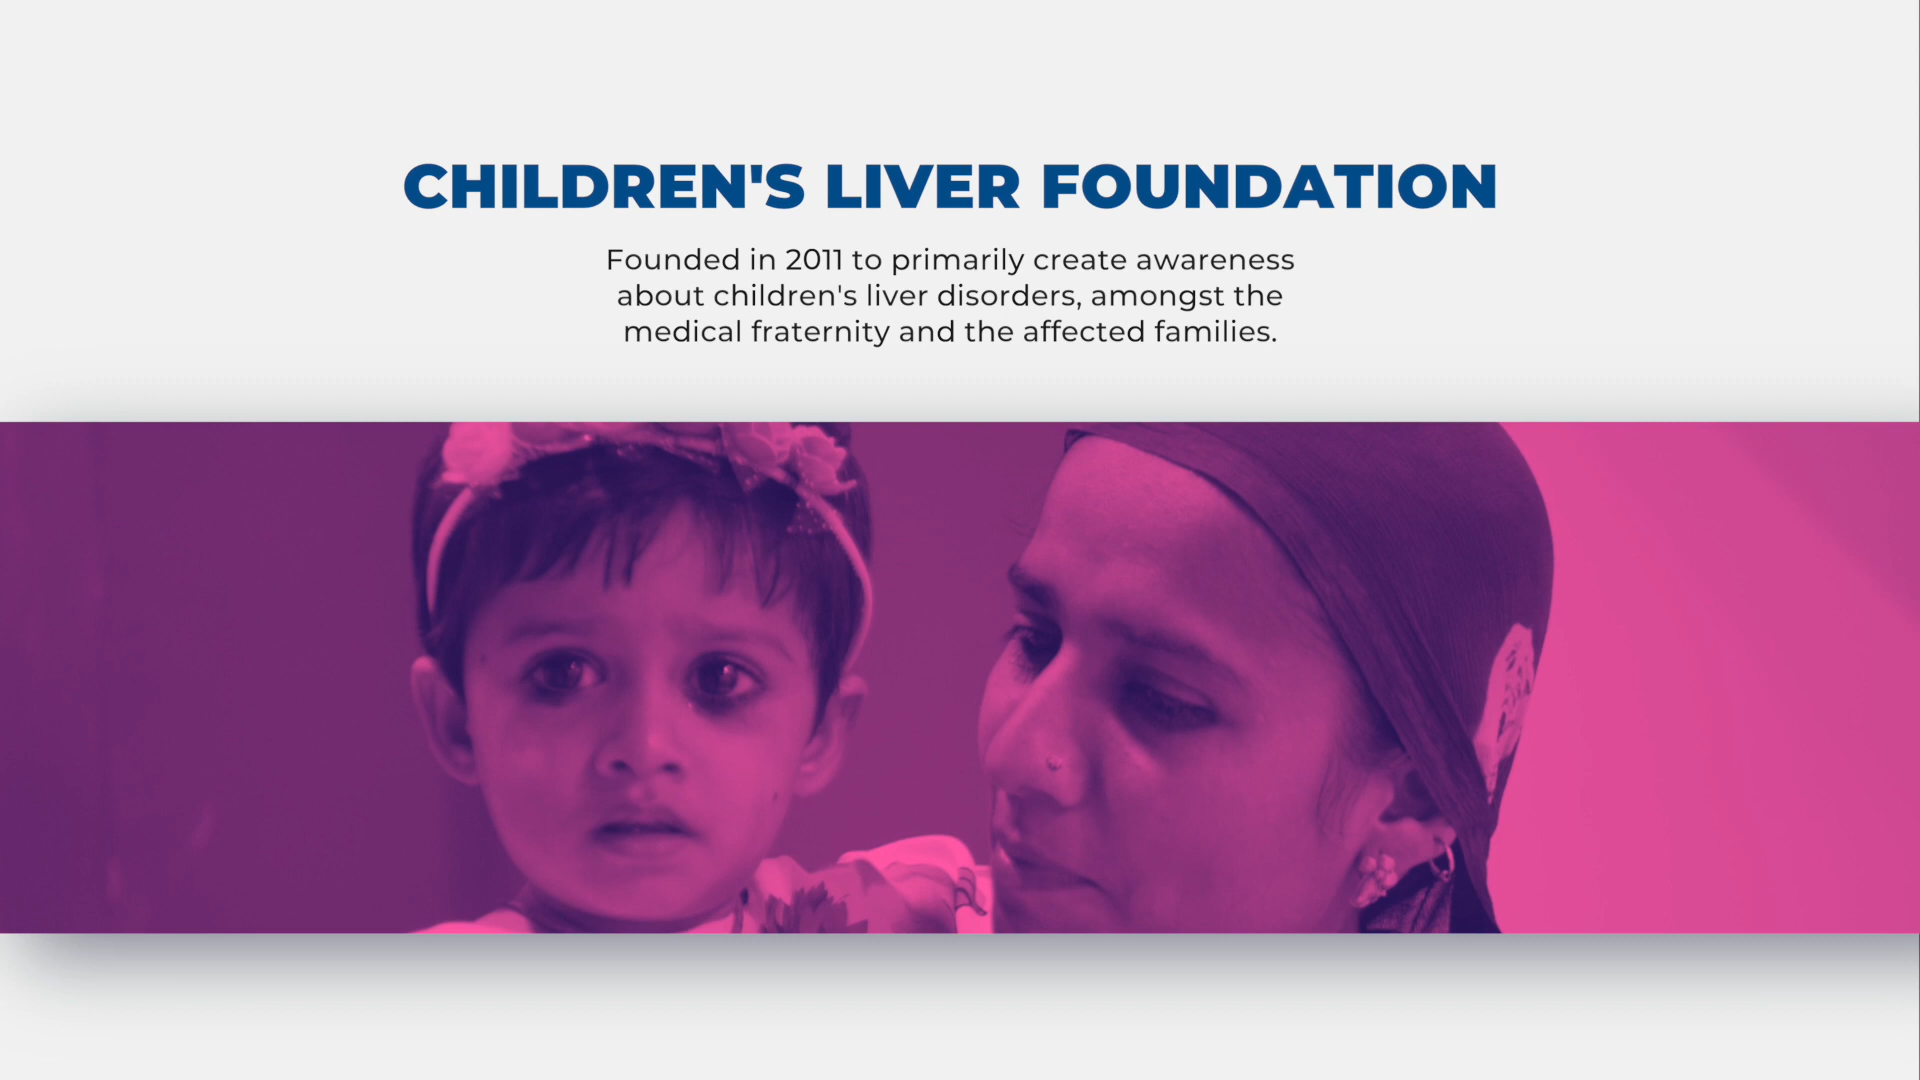 CHILDREN'S LIVER FOUNDATION
Founded in 2011 to primarily create awareness
about children's liver disorders, amongst the
medical fraternity and the affected families.